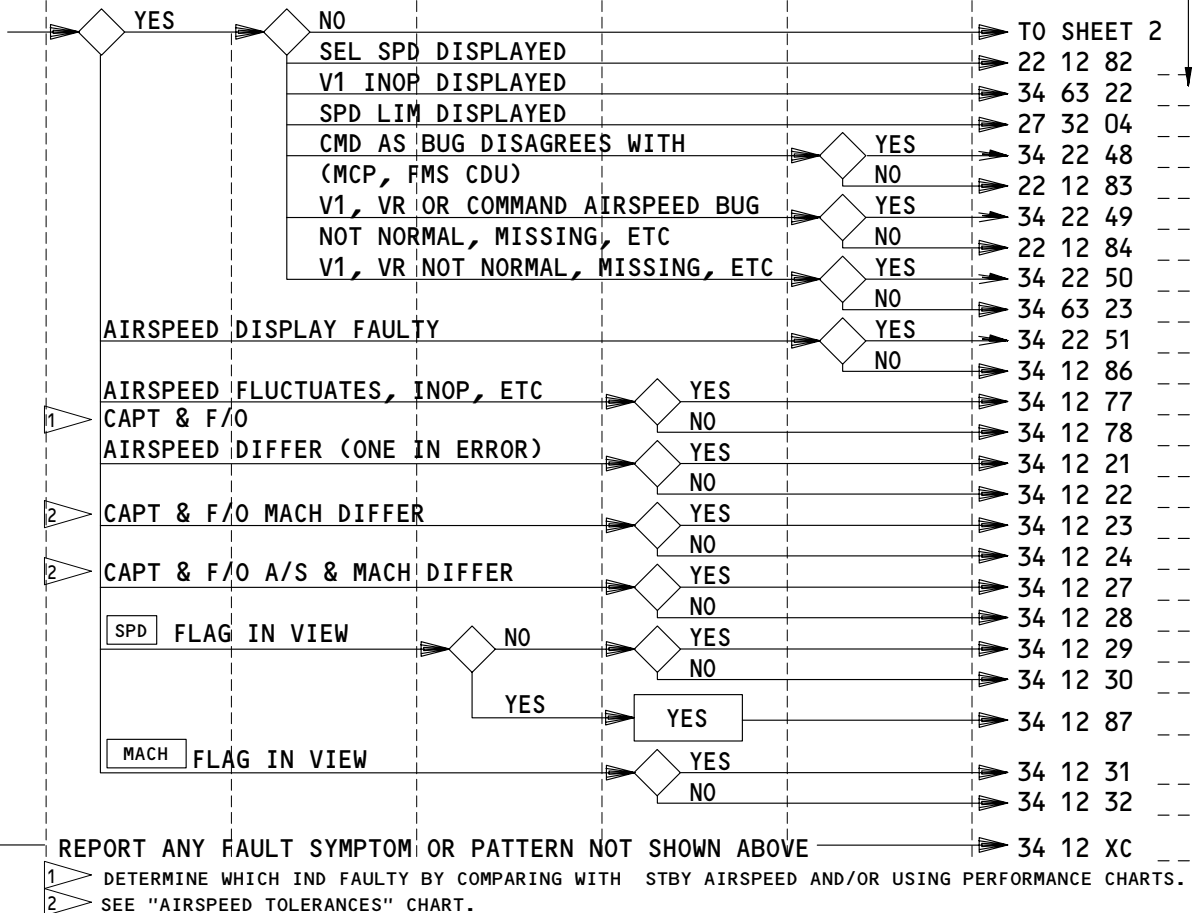 YES NO TO SHEET 2
SEL SPD DISPLAYED 22 12 82
V1 INOP DISPLAYED 34 63 22
SPD LIM DISPLAYED 27 32 04
CMD AS BUG DISAGREES WITH YES 34 22 48
(MCP, FMS CDU) NO 22 12 83
V1, VR OR COMMAND AIRSPEED BUG YES 34 22 49
NOT NORMAL, MISSING, ETC NO 22 12 84
V1, VR NOT NORMAL, MISSING, ETC YES 34 22 50
NO 34 63 23
AIRSPEED DISPLAY FAULTY YES 34 22 51
NO 34 12 86
AIRSPEED FLUCTUATES, INOP, ETC YES 34 12 77
1 CAPT & F/O NO 34 12 78
AIRSPEED DIFFER (ONE IN ERROR) YES 34 12 21
NO 34 12 22
2 CAPT & F/O MACH DIFFER YES 34 12 23
NO 34 12 24
2 CAPT & F/O A/S & MACH DIFFER YES 34 12 27
NO 34 12 28
SPD FLAG IN VIEW NO YES 34 12 29
NO 34 12 30
YES YES 34 12 87
MACH FLAG IN VIEW YES 34 12 31
NO 34 12 32
REPORT ANY FAULT SYMPTOM OR PATTERN NOT SHOWN ABOVE 34 12 XC
1 DETERMINE WHICH IND FAULTY BY COMPARING WITH STBY AIRSPEED AND/OR USING PERFORMANCE CHARTS.
2 SEE "AIRSPEED TOLERANCES" CHART.